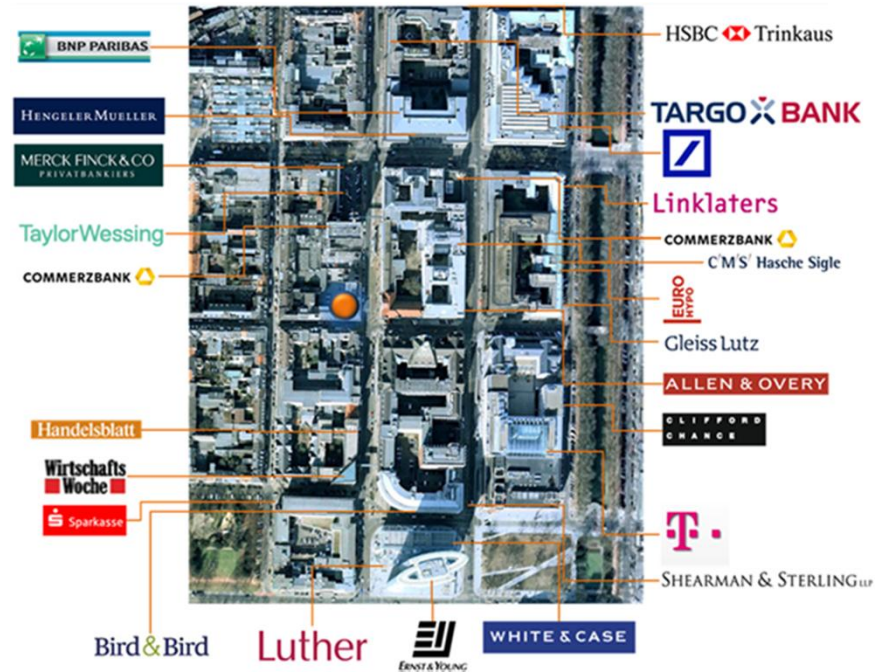 BNP PARIBAS
HSBC Trinkaus
HENGELER MUELLER
TARGO BANK
MERCK FINCK & CO
PRIVATBANKIERS
Linklaters
TaylorWessing
COMMERZBANK
COMMERZBANK
C'M'S' Hasche Sigle
EURO
HYPO
Gleiss Lutz
ALLEN & OVERY
CLIFFORD
CHANCE
Handelsblatt
Wirtschafts
Woche
Sparkasse
T
SHEARMAN & STERLING LLP
Bird & Bird
Luther
ERNST & YOUNG
WHITE & CASE